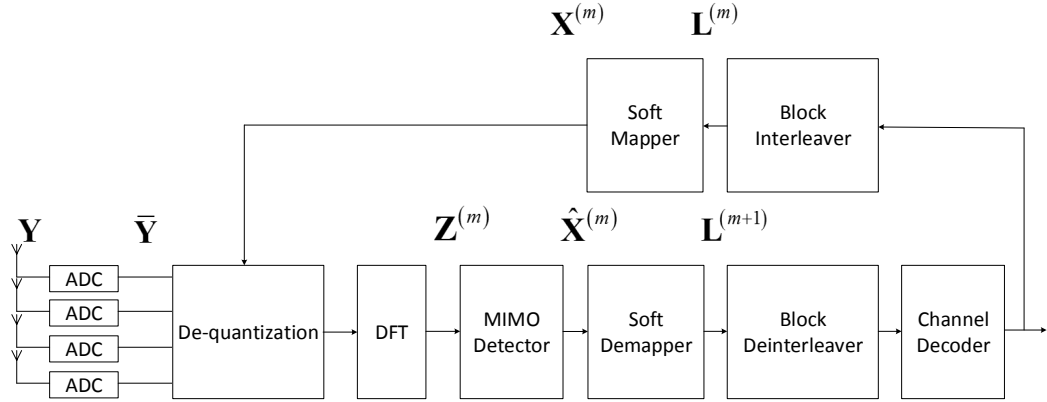 X^(m) L^(m)
Soft
Mapper
Block
Interleaver
Y Ȳ Z^(m) X̂^(m) L^(m+1)
ADC
ADC
ADC
ADC
De-quantization
DFT
MIMO
Detector
Soft
Demapper
Block
Deinterleaver
Channel
Decoder